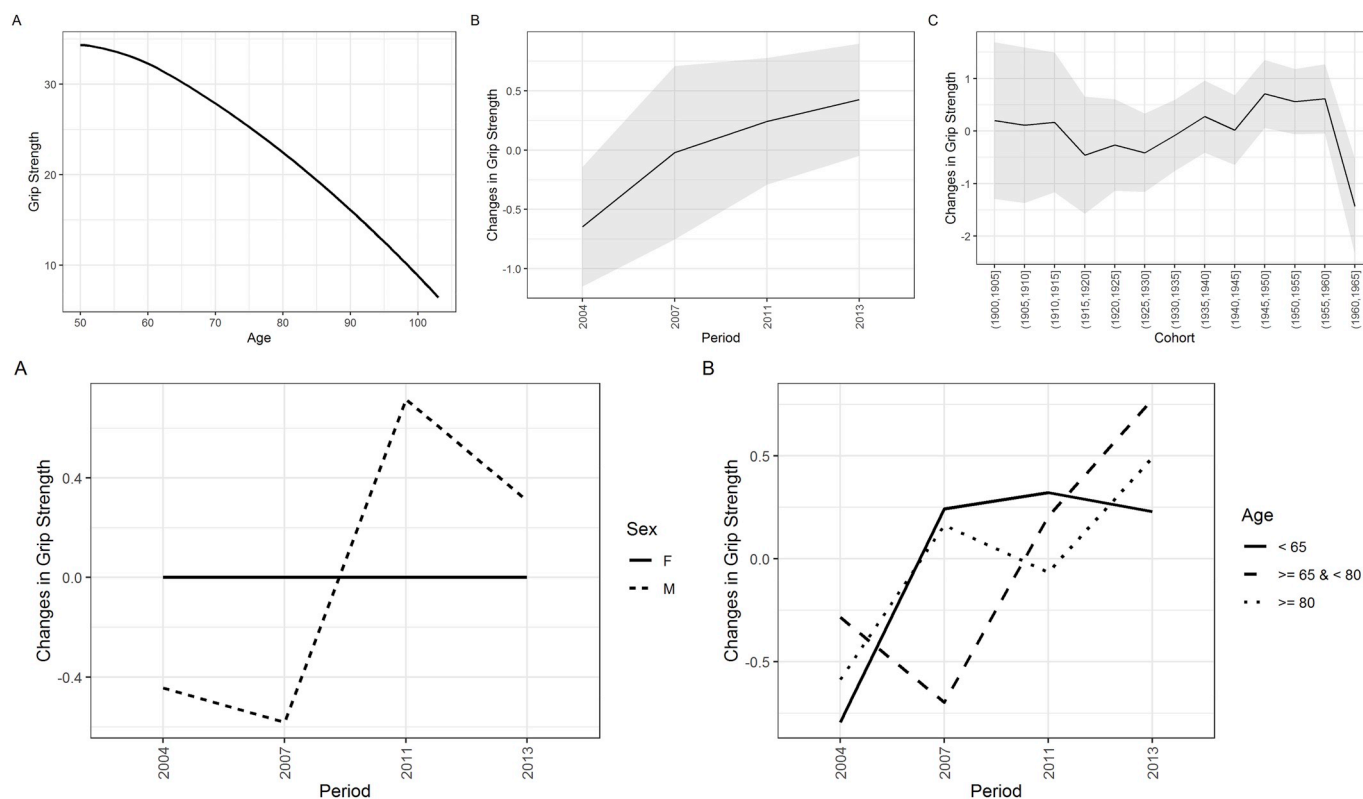 A
Grip Strength
30
20
10
50 60 70 80 90 100
Age
B
Changes in Grip Strength
0.5
0.0
-0.5
-1.0
2004 2007 2011 2013
Period
C
Changes in Grip Strength
1
0
-1
-2
(1900,1905] (1905,1910] (1910,1915] (1915,1920] (1920,1925] (1925,1930] (1930,1935] (1935,1940] (1940,1945] (1945,1950] (1950,1955] (1955,1960] (1960,1965]
Cohort
A
Changes in Grip Strength
0.4
0.0
-0.4
2004 2007 2011 2013
Period
Sex
F
M
B
Changes in Grip Strength
0.5
0.0
-0.5
2004 2007 2011 2013
Period
Age
< 65
>= 65 & < 80
>= 80